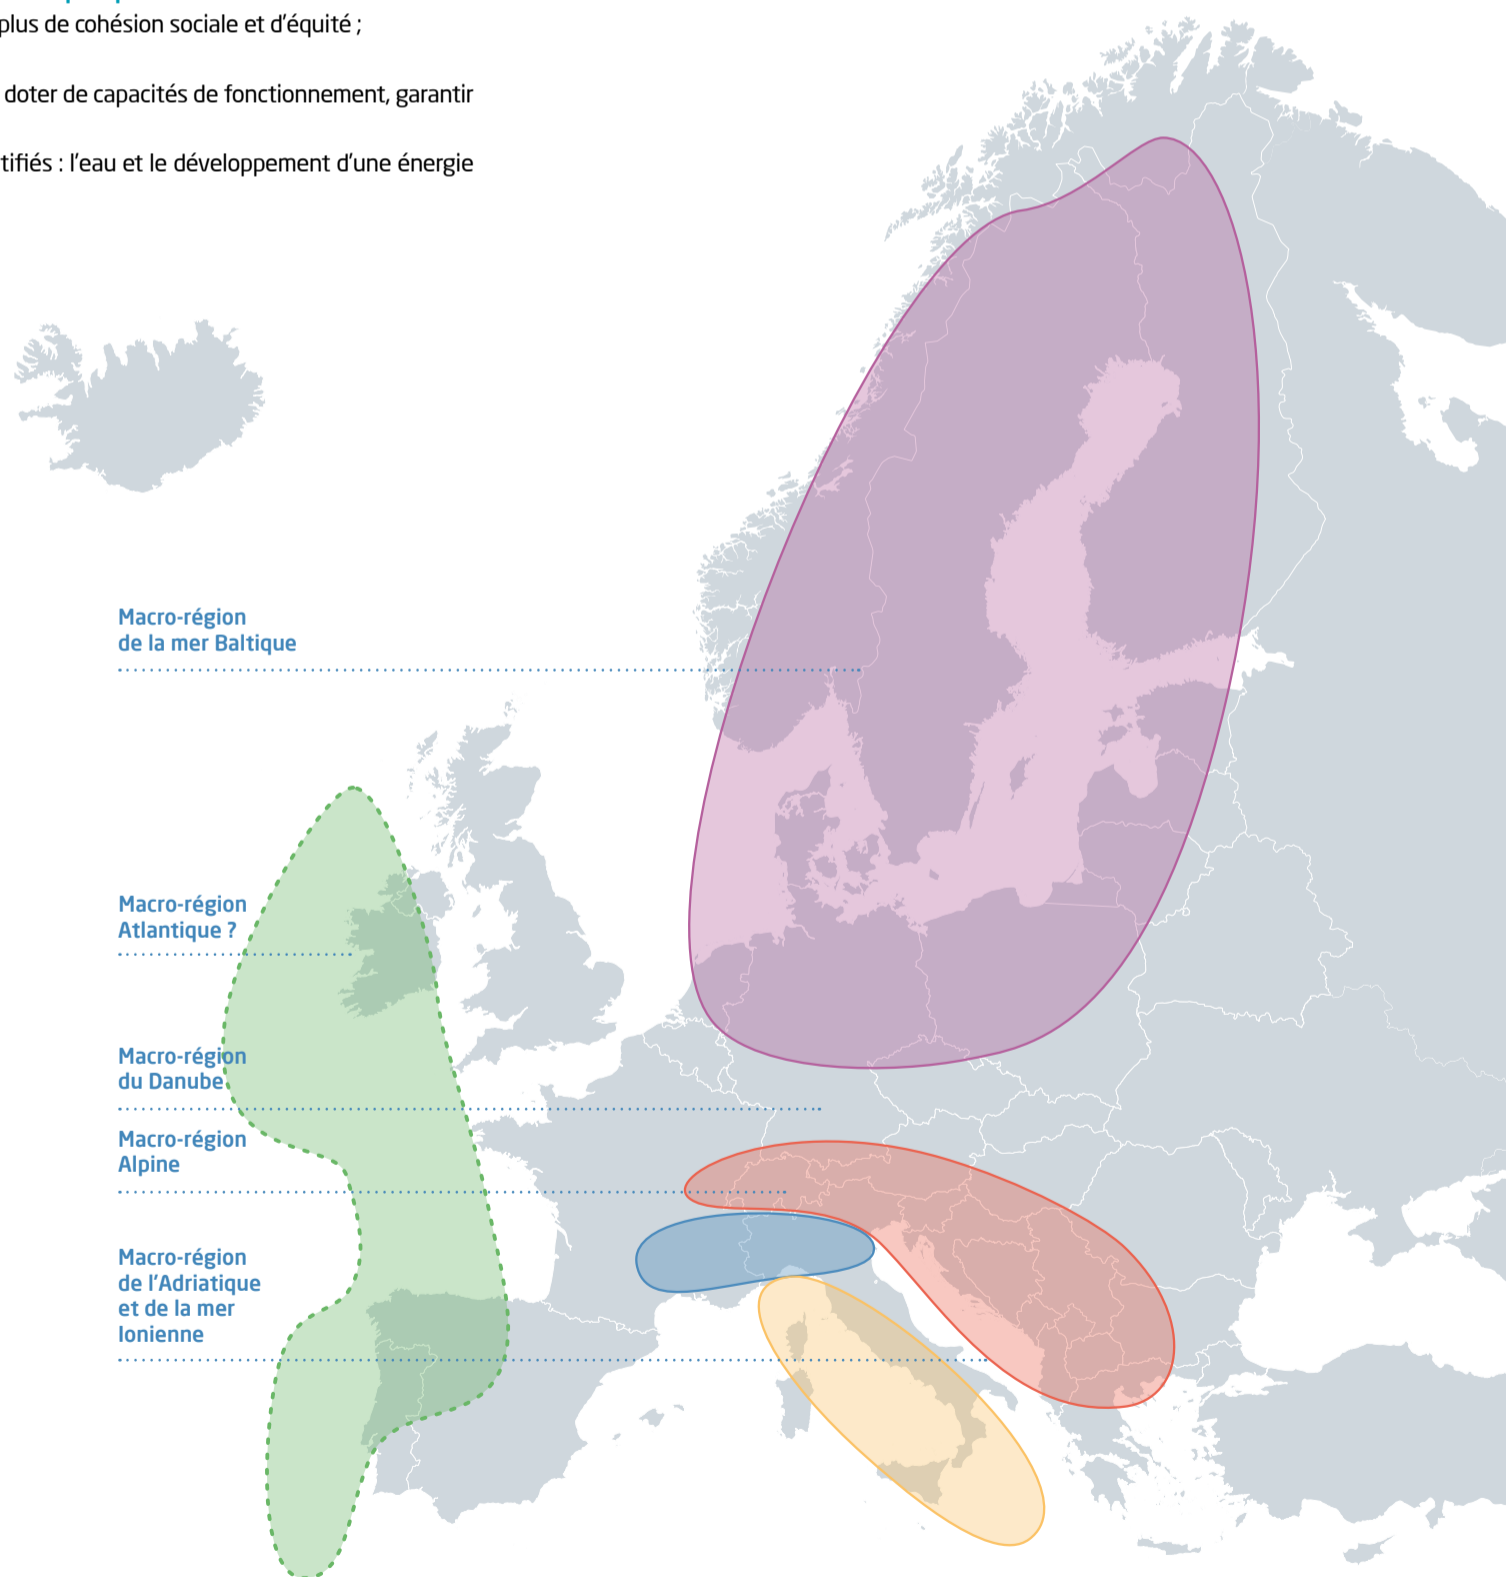 plus de cohésion sociale et d'équité ;
doter de capacités de fonctionnement, garantir
tifiés : l'eau et le développement d'une énergie
Macro-région
de la mer Baltique
Macro-région
Atlantique ?
Macro-région
du Danube
Macro-région
Alpine
Macro-région
de l'Adriatique
et de la mer
Ionienne